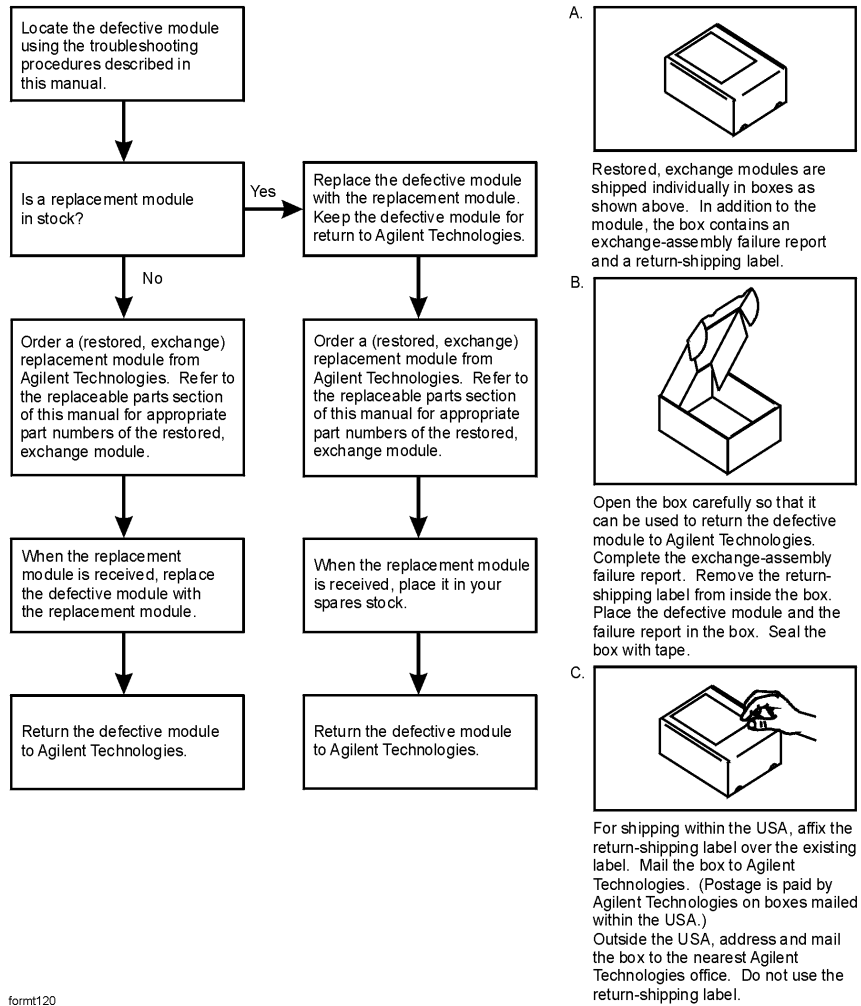 Locate the defective module
using the troubleshooting
procedures described in
this manual.
Is a replacement module
in stock?
Yes
Replace the defective module
with the replacement module.
Keep the defective module for
return to Agilent Technologies.
No
Order a (restored, exchange)
replacement module from
Agilent Technologies.  Refer to
the replaceable parts section
of this manual for appropriate
part numbers of the restored,
exchange module.
Order a (restored, exchange)
replacement module from
Agilent Technologies.  Refer to
the replaceable parts section
of this manual for appropriate
part numbers of the restored,
exchange module.
When the replacement
module is received, replace
the defective module with
the replacement module.
When the replacement module
is received, place it in your
spares stock.
Return the defective module
to Agilent Technologies.
Return the defective module
to Agilent Technologies.
A.
Restored, exchange modules are
shipped individually in boxes as
shown above.  In addition to the
module, the box contains an
exchange-assembly failure report
and a return-shipping label.
B.
Open the box carefully so that it
can be used to return the defective
module to Agilent Technologies.
Complete the exchange-assembly
failure report.  Remove the return-
shipping label from inside the box.
Place the defective module and the
failure report in the box.  Seal the
box with tape.
C.
For shipping within the USA, affix the
return-shipping label over the existing
label.  Mail the box to Agilent
Technologies.  (Postage is paid by
Agilent Technologies on boxes mailed
within the USA.)
Outside the USA, address and mail
the box to the nearest Agilent
Technologies office.  Do not use the
return-shipping label.
formt120